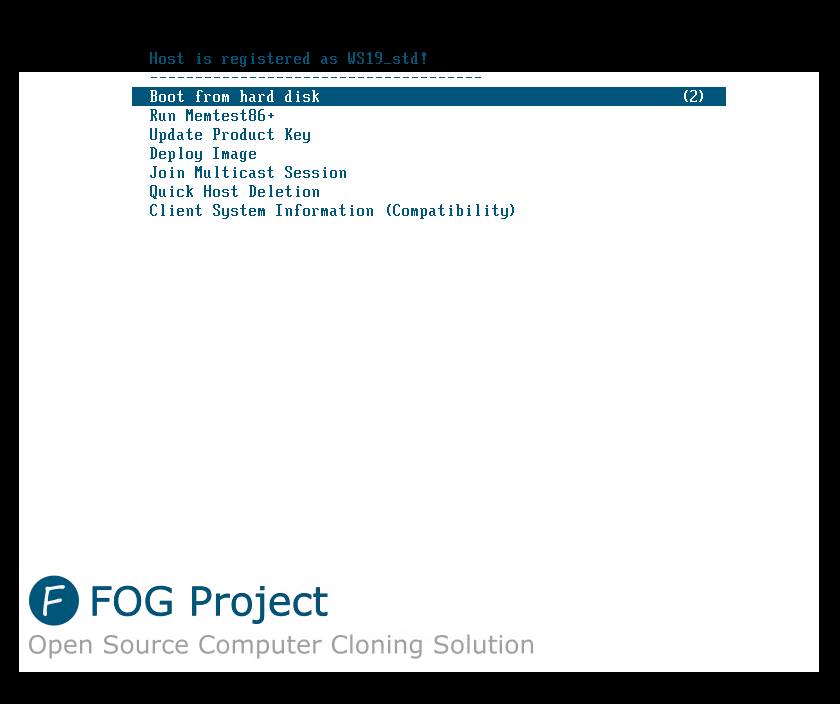 Host is registered as WS19_std!
-------------------------------------
Boot from hard disk (2)
Run Memtest86+
Update Product Key
Deploy Image
Join Multicast Session
Quick Host Deletion
Client System Information (Compatibility)
F FOG Project
Open Source Computer Cloning Solution